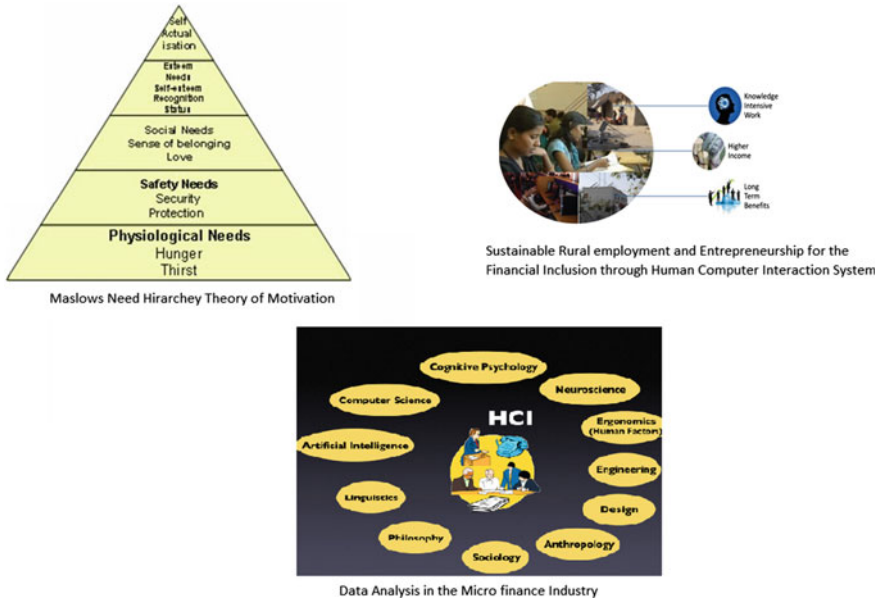 Self
Actual
isation
Esteem
Needs
Self-esteem
Recognition
Status
Social Needs
Sense of belonging
Love
Safety Needs
Security
Protection
Physiological Needs
Hunger
Thirst
Maslows Need Hirarchey Theory of Motivation
Knowledge
Intensive
Work
Higher
Income
Long
Term
Benefits
Sustainable Rural employment and Entrepreneurship for the
Financial Inclusion through Human Computer Interaction System
HCI
Cognitive Psychology
Neuroscience
Ergonomics
(Human Factors)
Engineering
Design
Anthropology
Sociology
Philosophy
Linguistics
Artificial Intelligence
Computer Science
Data Analysis in the Micro finance Industry